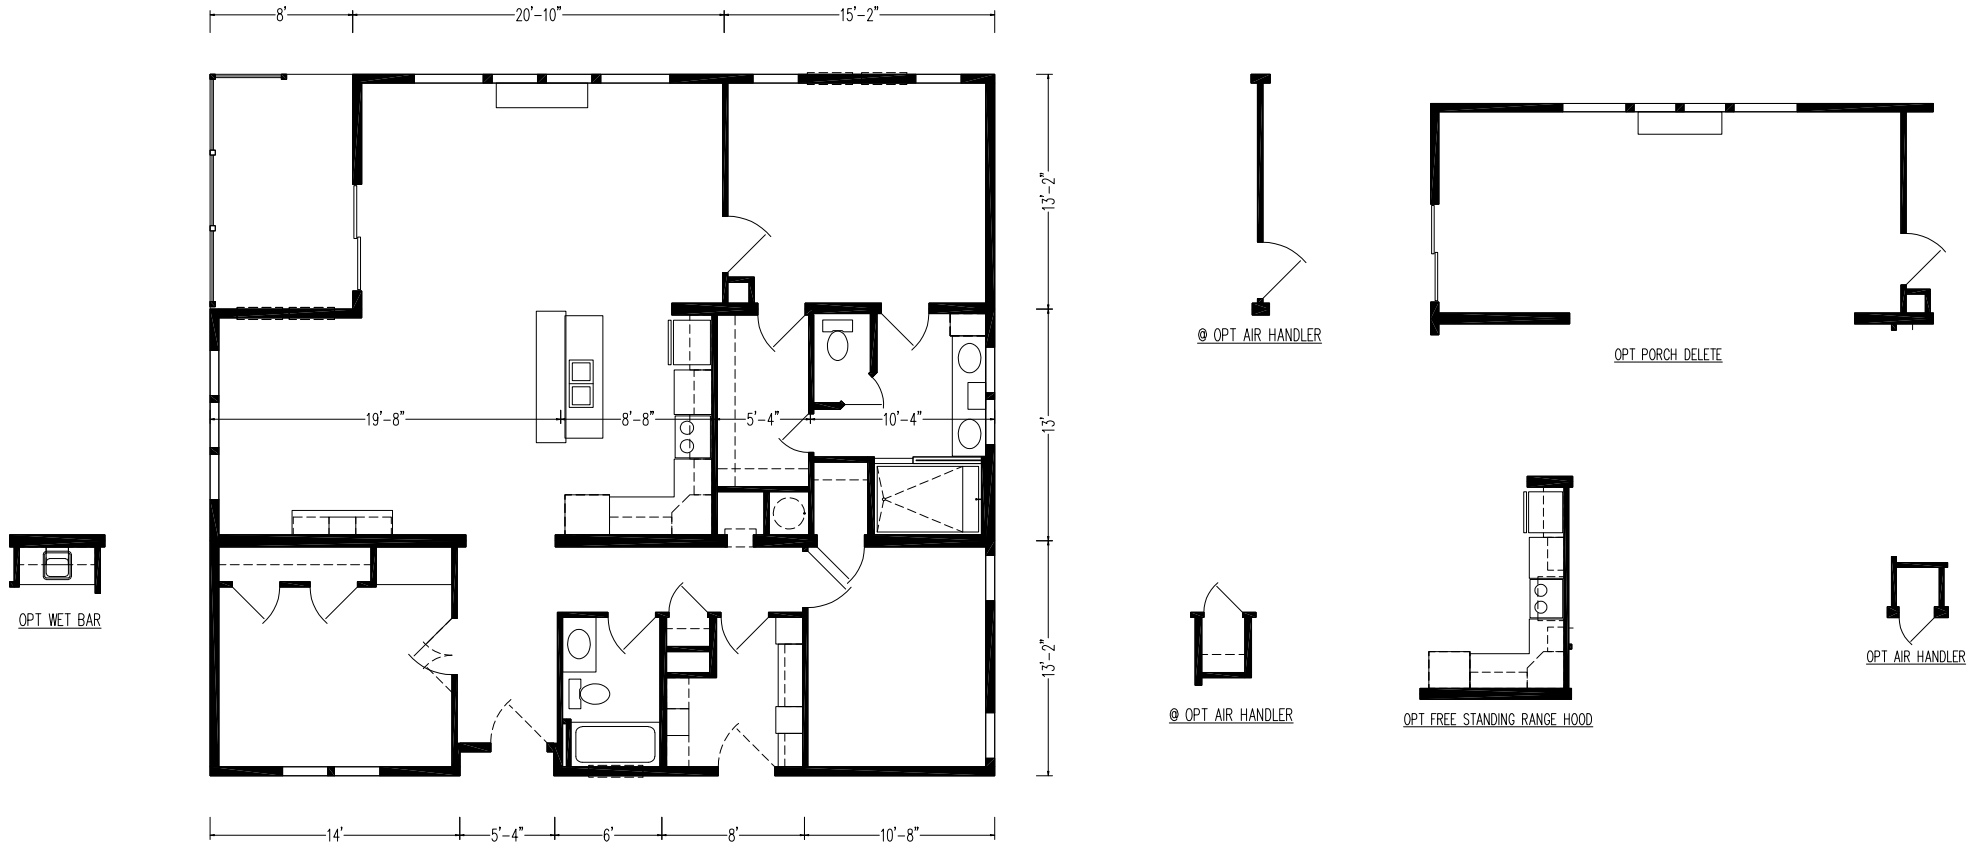 8'
20'-10"
15'-2"
13'-2"
@ OPT AIR HANDLER
OPT PORCH DELETE
19'-8"
8'-8"
5'-4"
10'-4"
13'
OPT WET BAR
13'-2"
OPT AIR HANDLER
@ OPT AIR HANDLER
OPT FREE STANDING RANGE HOOD
14'
5'-4"
6'
8'
10'-8"